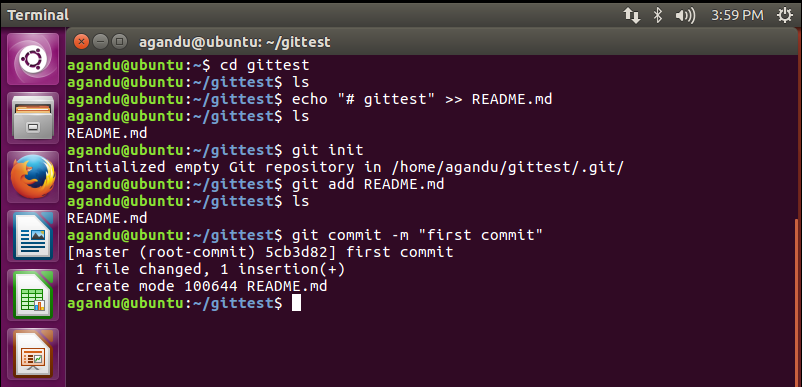 Terminal
3:59 PM
agandu@ubuntu: ~/gittest
agandu@ubuntu:~$ cd gittest
agandu@ubuntu:~/gittest$ ls
agandu@ubuntu:~/gittest$ echo "# gittest" >> README.md
agandu@ubuntu:~/gittest$ ls
README.md
agandu@ubuntu:~/gittest$ git init
Initialized empty Git repository in /home/agandu/gittest/.git/
agandu@ubuntu:~/gittest$ git add README.md
agandu@ubuntu:~/gittest$ ls
README.md
agandu@ubuntu:~/gittest$ git commit -m "first commit"
[master (root-commit) 5cb3d82] first commit
 1 file changed, 1 insertion(+)
 create mode 100644 README.md
agandu@ubuntu:~/gittest$